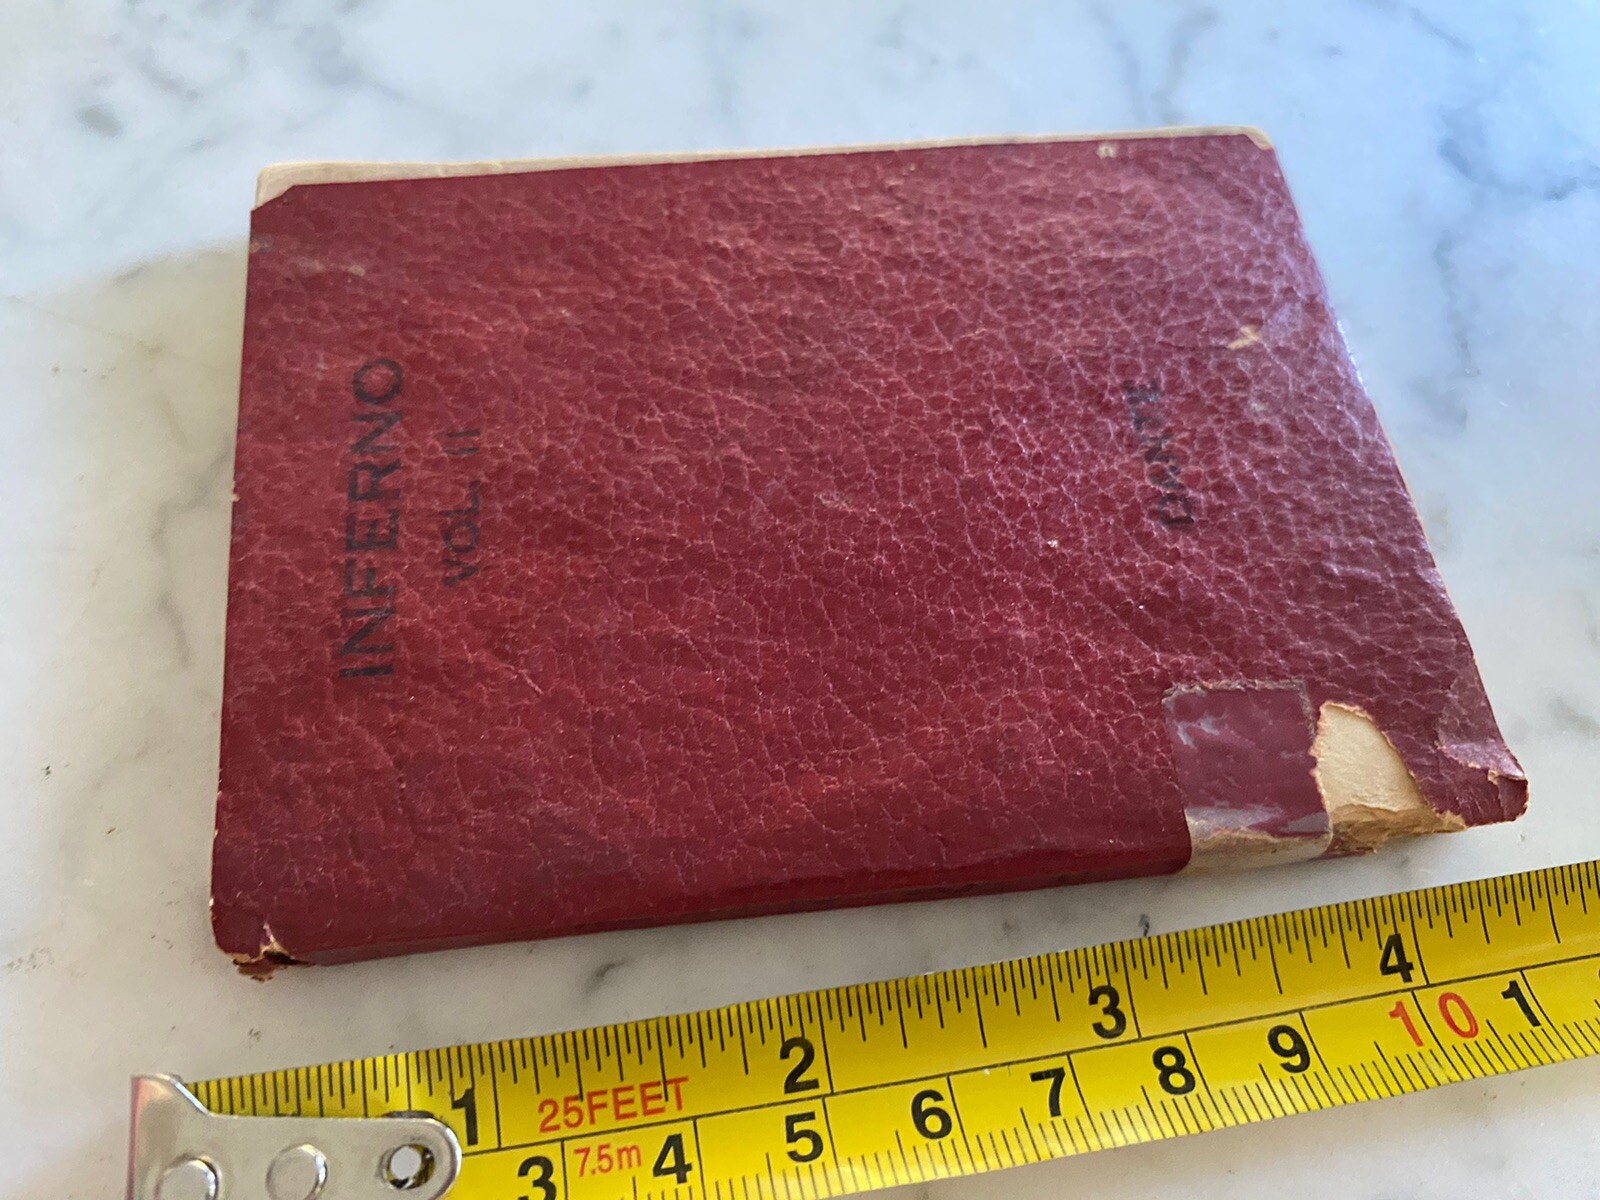 INFERNO
VOL. II
DANTE
1 2 3 4
25FEET
3 4 5 6 7 8 9 10 1
7.5m